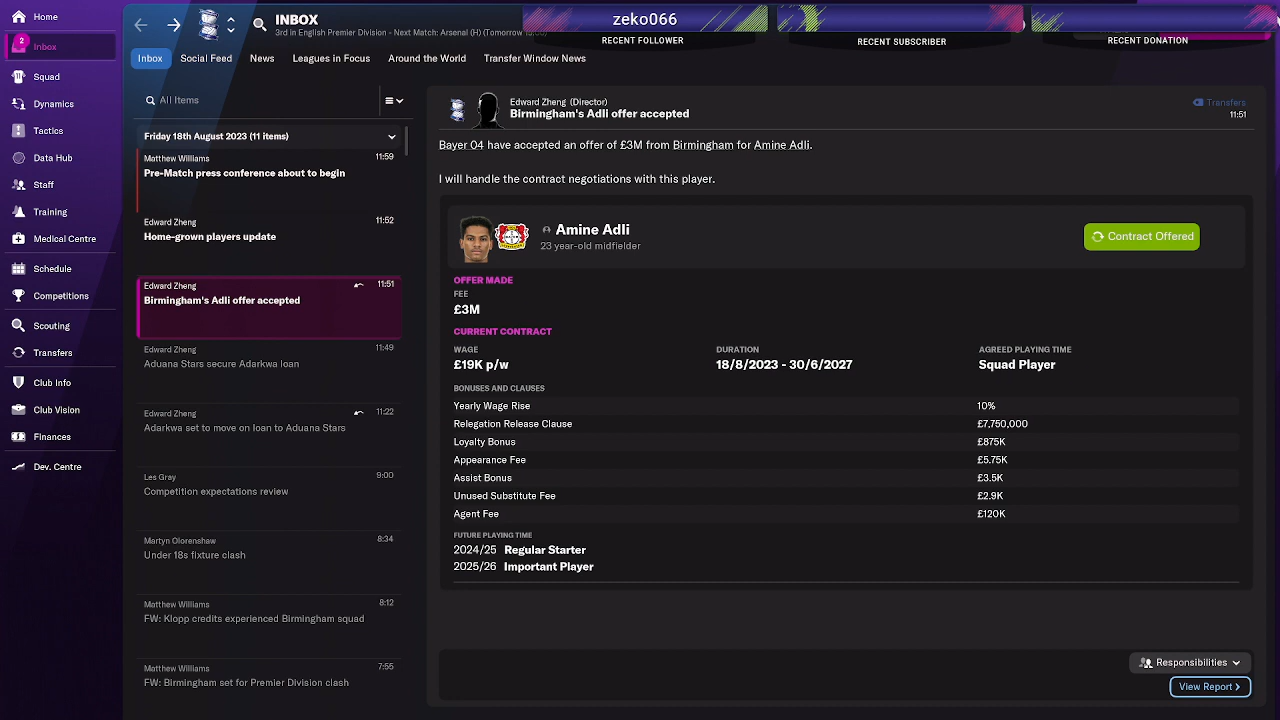 Home
2
Inbox
Squad
Dynamics
Tactics
Data Hub
Staff
Training
Medical Centre
Schedule
Competitions
Scouting
Transfers
Club Info
Club Vision
Finances
Dev. Centre
INBOX
3rd in English Premier Division - Next Match: Arsenal (H) (Tomorrow
zeko066
RECENT FOLLOWER
RECENT SUBSCRIBER
RECENT DONATION
Inbox
Social Feed
News
Leagues in Focus
Around the World
Transfer Window News
All Items
Friday 18th August 2023 (11 items)
Matthew Williams 11:59
Pre-Match press conference about to begin
Edward Zheng 11:52
Home-grown players update
Edward Zheng 11:51
Birmingham's Adli offer accepted
Edward Zheng 11:49
Aduana Stars secure Adarkwa loan
Edward Zheng 11:22
Adarkwa set to move on loan to Aduana Stars
Les Gray 9:00
Competition expectations review
Martyn Olorenshaw 8:34
Under 18s fixture clash
Matthew Williams 8:12
FW: Klopp credits experienced Birmingham squad
Matthew Williams 7:55
FW: Birmingham set for Premier Division clash
Edward Zheng (Director)
Birmingham's Adli offer accepted
Transfers
11:51
Bayer 04 have accepted an offer of £3M from Birmingham for Amine Adli.
I will handle the contract negotiations with this player.
Amine Adli
23 year-old midfielder
Contract Offered
OFFER MADE
FEE
£3M
CURRENT CONTRACT
WAGE DURATION AGREED PLAYING TIME
£19K p/w 18/8/2023 - 30/6/2027 Squad Player
BONUSES AND CLAUSES
Yearly Wage Rise 10%
Relegation Release Clause £7,750,000
Loyalty Bonus £875K
Appearance Fee £5.75K
Assist Bonus £3.5K
Unused Substitute Fee £2.9K
Agent Fee £120K
FUTURE PLAYING TIME
2024/25 Regular Starter
2025/26 Important Player
Responsibilities
View Report